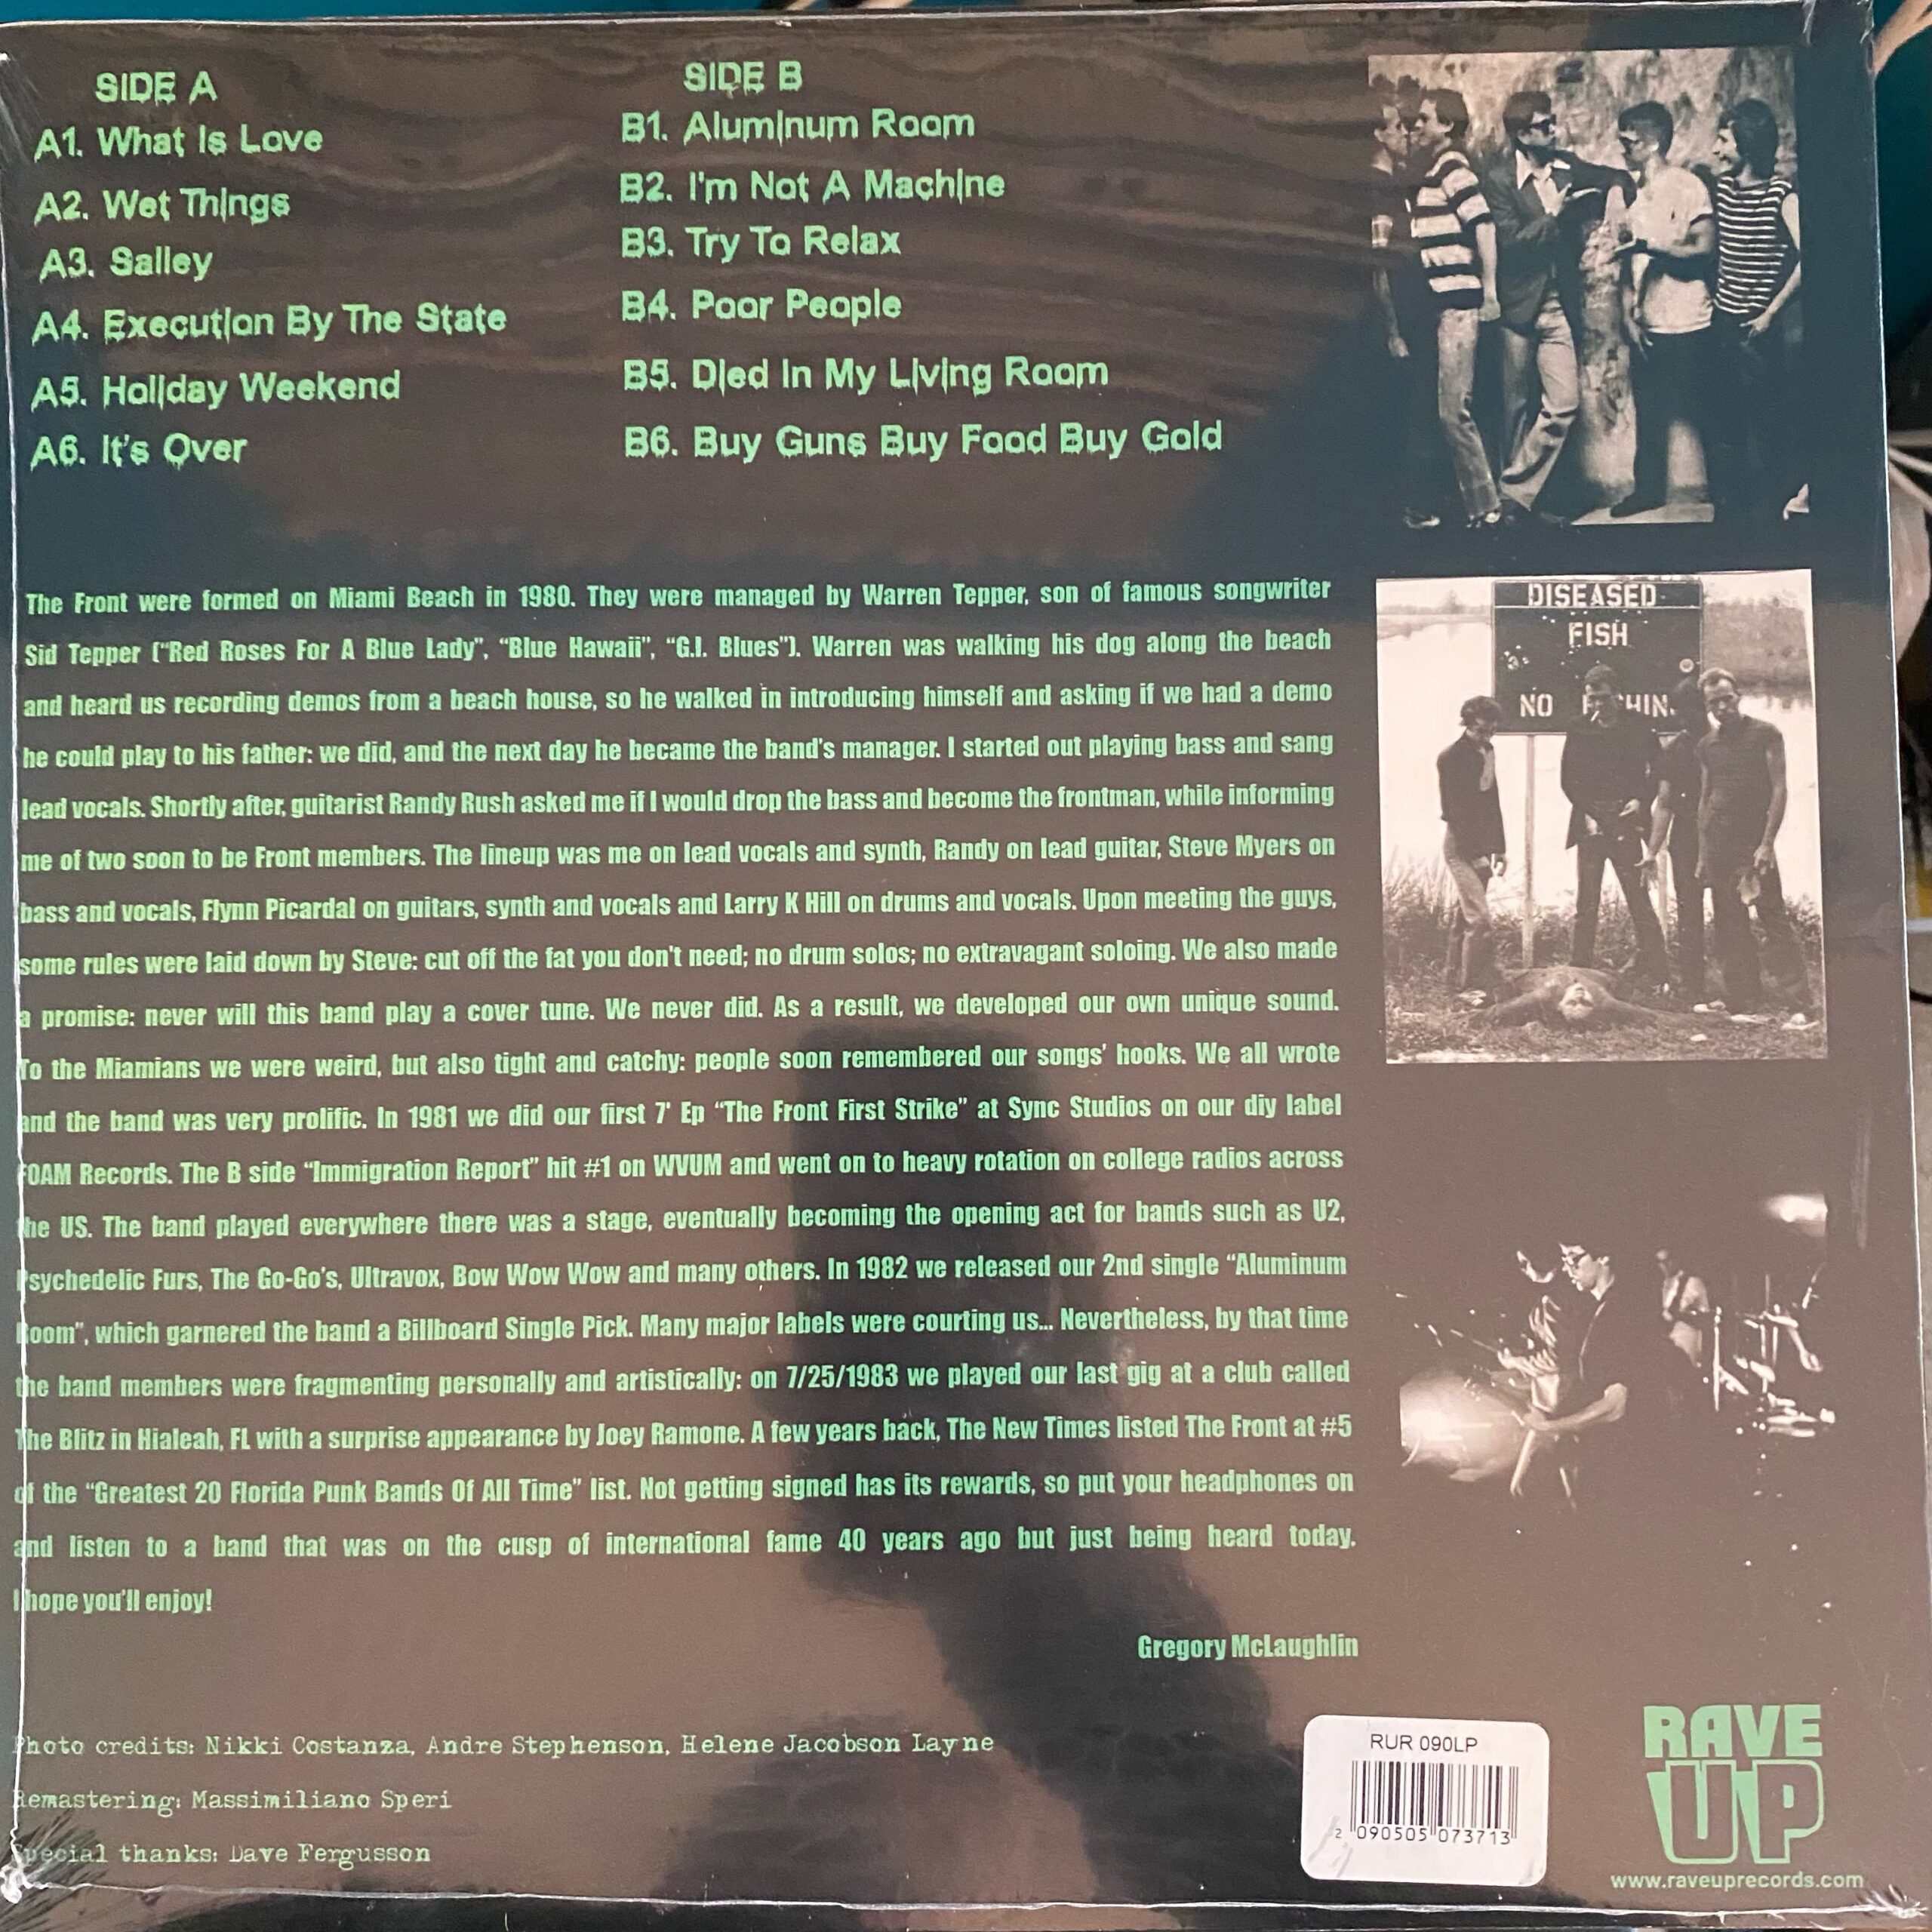 SIDE A
A1. What Is Love
A2. Wet Things
A3. Salley
A4. Execution By The State
A5. Holiday Weekend
A6. It's Over
SIDE B
B1. Aluminum Room
B2. I'm Not A Machine
B3. Try To Relax
B4. Poor People
B5. Died In My Living Room
B6. Buy Guns Buy Food Buy Gold
The Front were formed on Miami Beach in 1980. They were managed by Warren Tepper, son of famous songwriter
Sid Tepper ("Red Roses For A Blue Lady", "Blue Hawaii", "G.I. Blues"). Warren was walking his dog along the beach
and heard us recording demos from a beach house, so he walked in introducing himself and asking if we had a demo
he could play to his father: we did, and the next day he became the band's manager. I started out playing bass and sang
lead vocals. Shortly after, guitarist Randy Rush asked me if I would drop the bass and become the frontman, while informing
me of two soon to be Front members. The lineup was me on lead vocals and synth, Randy on lead guitar, Steve Myers on
bass and vocals, Flynn Picardal on guitars, synth and vocals and Larry K Hill on drums and vocals. Upon meeting the guys,
some rules were laid down by Steve: cut off the fat you don't need; no drum solos; no extravagant soloing. We also made
a promise: never will this band play a cover tune. We never did. As a result, we developed our own unique sound.
To the Miamians we were weird, but also tight and catchy: people soon remembered our songs' hooks. We all wrote
and the band was very prolific. In 1981 we did our first 7' Ep "The Front First Strike" at Sync Studios on our diy label
FOAM Records. The B side "Immigration Report" hit #1 on WVUM and went on to heavy rotation on college radios across
the US. The band played everywhere there was a stage, eventually becoming the opening act for bands such as U2,
Psychedelic Furs, The Go-Go's, Ultravox, Bow Wow Wow and many others. In 1982 we released our 2nd single "Aluminum
Room", which garnered the band a Billboard Single Pick. Many major labels were courting us... Nevertheless, by that time
the band members were fragmenting personally and artistically: on 7/25/1983 we played our last gig at a club called
The Blitz in Hialeah, FL with a surprise appearance by Joey Ramone. A few years back, The New Times listed The Front at #5
of the "Greatest 20 Florida Punk Bands Of All Time" list. Not getting signed has its rewards, so put your headphones on
and listen to a band that was on the cusp of international fame 40 years ago but just being heard today.
I hope you'll enjoy!
Gregory McLaughlin
Photo credits: Nikki Costanza, Andre Stephenson, Helene Jacobson Layne
Remastering: Massimiliano Speri
Special thanks: Dave Fergusson
DISEASED
FISH
NO
RUR 090LP
2 090505 073713
RAVE
UP
www.raveuprecords.com